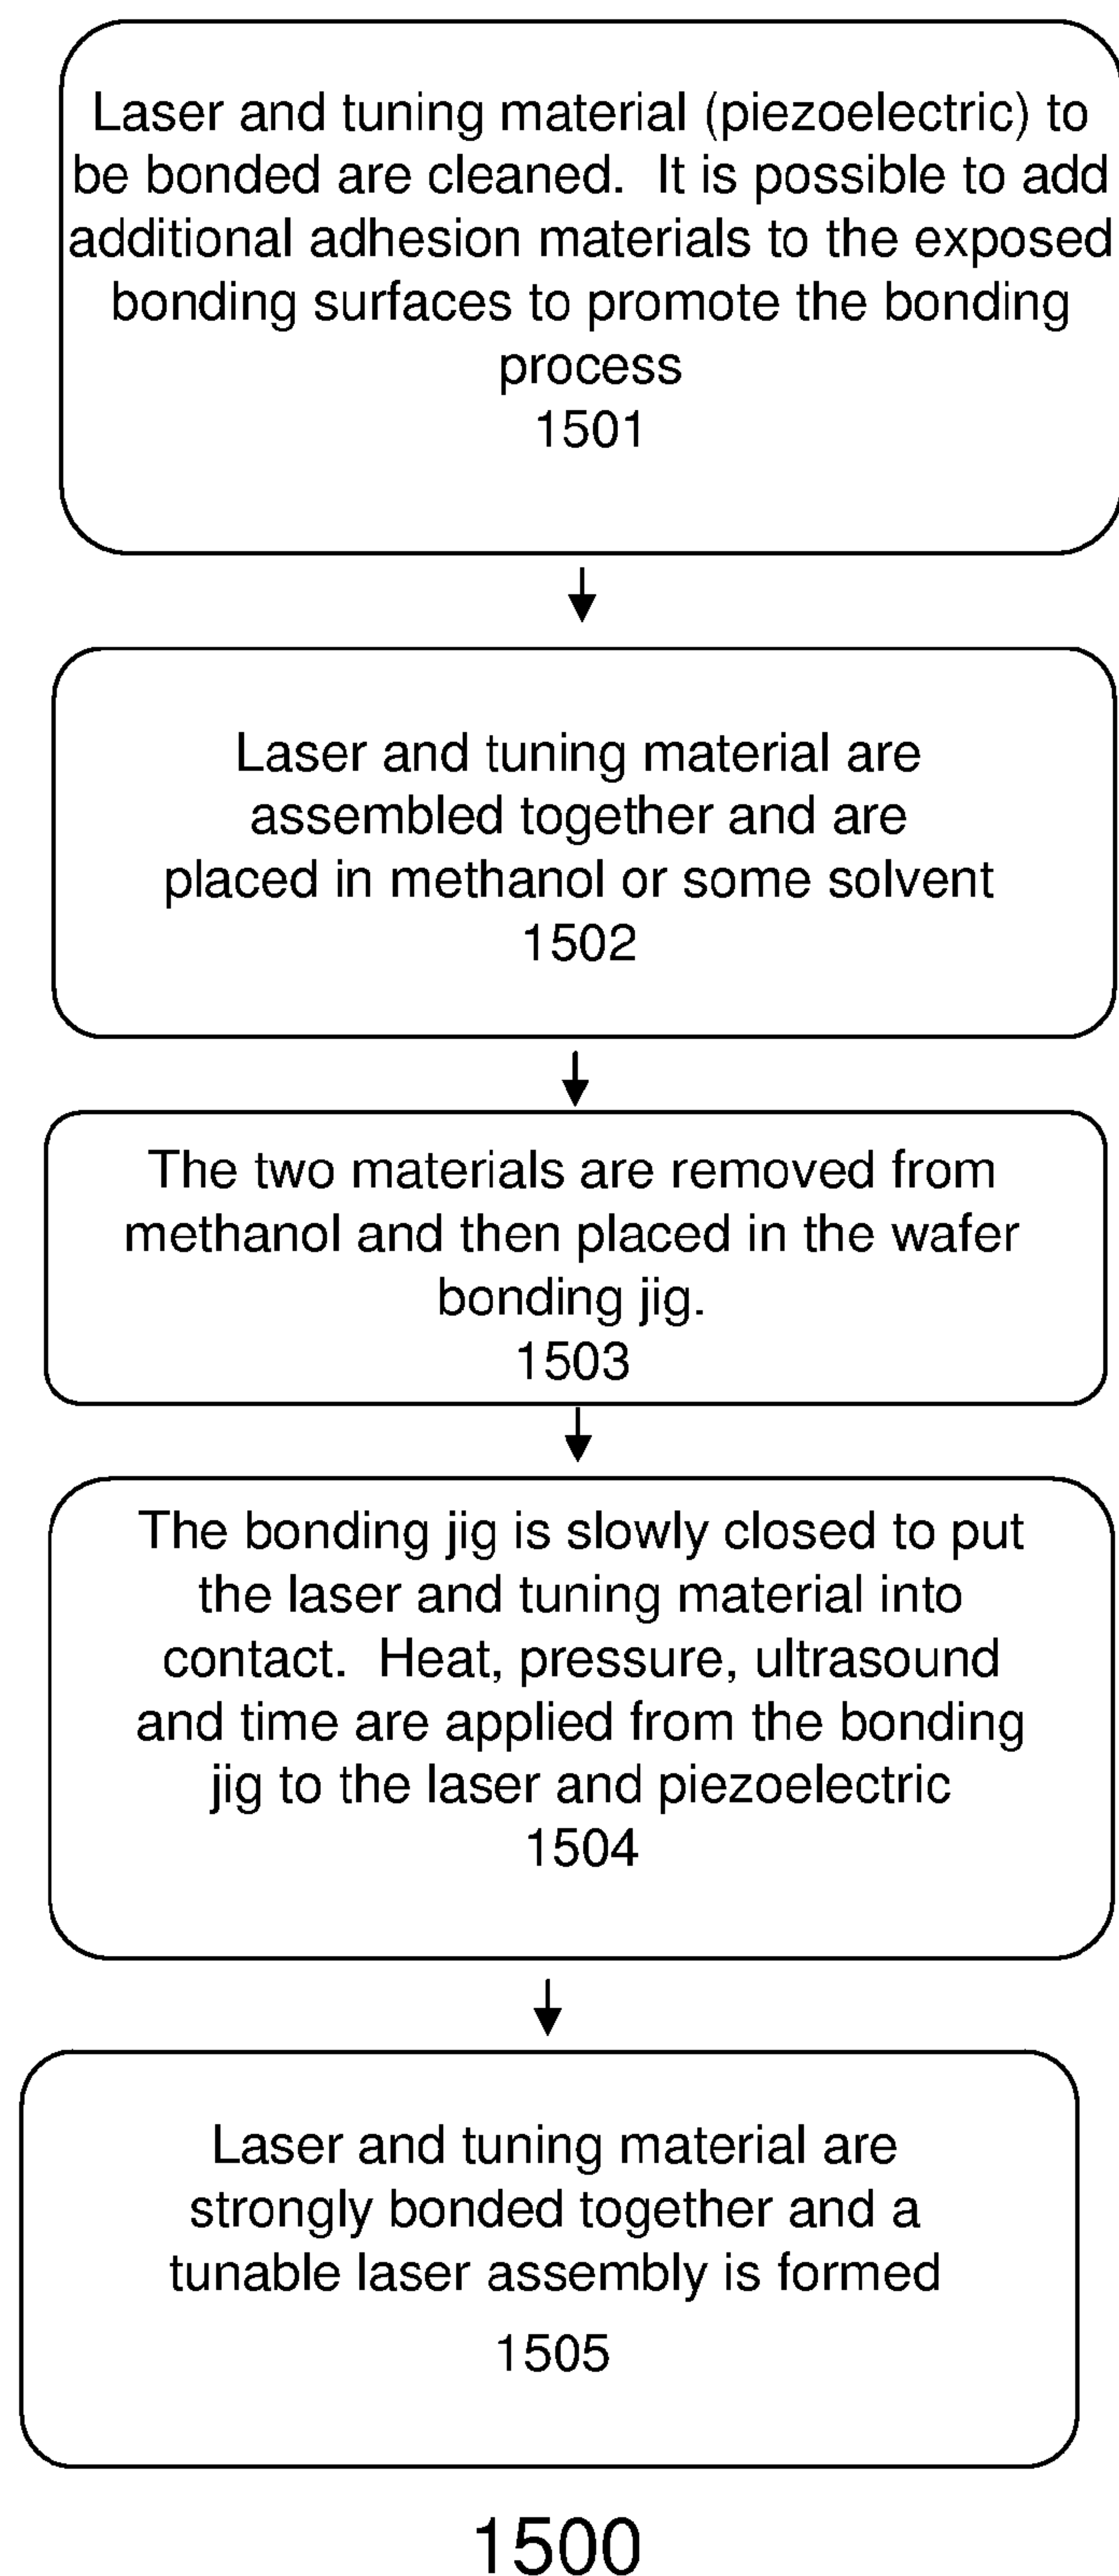 Laser and tuning material (piezoelectric) to
be bonded are cleaned.  It is possible to add
additional adhesion materials to the exposed
bonding surfaces to promote the bonding
process
1501
Laser and tuning material are
assembled together and are
placed in methanol or some solvent
1502
The two materials are removed from
methanol and then placed in the wafer
bonding jig.
1503
The bonding jig is slowly closed to put
the laser and tuning material into
contact.  Heat, pressure, ultrasound
and time are applied from the bonding
jig to the laser and piezoelectric
1504
Laser and tuning material are
strongly bonded together and a
tunable laser assembly is formed
1505
1500